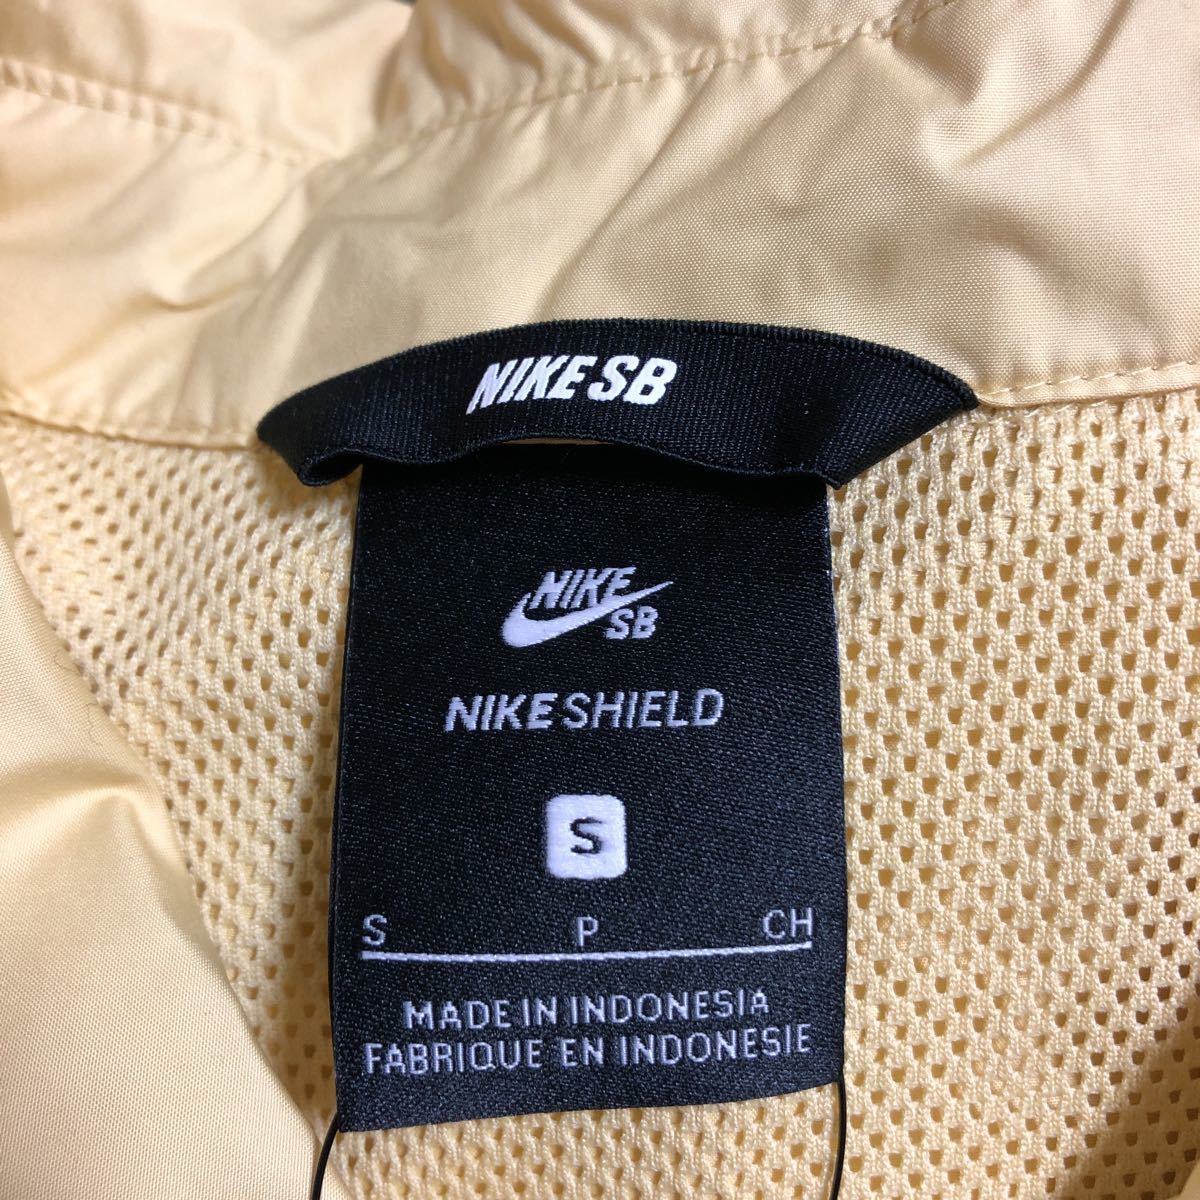 NIKE SB
NIKE
SB
NIKE SHIELD
S
S P CH
MADE IN INDONESIA
FABRIQUE EN INDONESIE